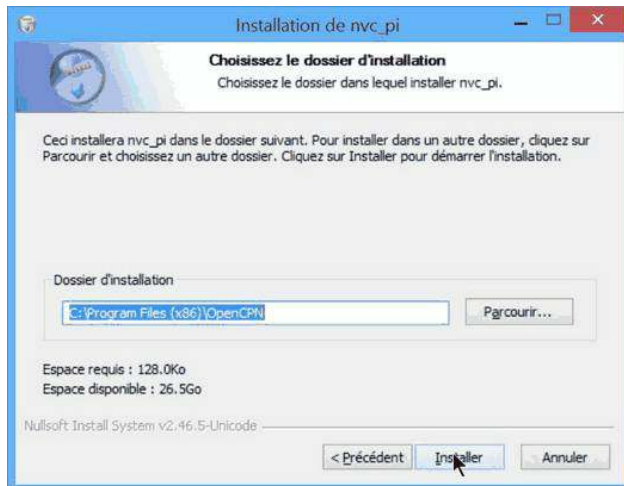 Installation de nvc_pi
Choisissez le dossier d'installation
Choisissez le dossier dans lequel installer nvc_pi.
Ceci installera nvc_pi dans le dossier suivant. Pour installer dans un autre dossier, cliquez sur
Parcourir et choisissez un autre dossier. Cliquez sur Installer pour démarrer l'installation.
Dossier d'installation
C:\Program Files (x86)\OpenCPN
Parcourir...
Espace requis : 128.0Ko
Espace disponible : 26.5Go
Nullsoft Install System v2.46.5-Unicode
< Précédent
Installer
Annuler